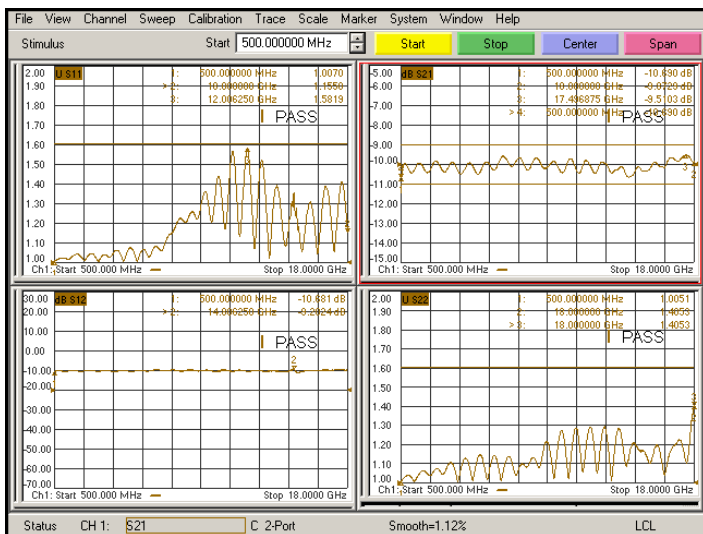 File View Channel Sweep Calibration Trace Scale Marker System Window Help
Stimulus Start 500.000000 MHz Start Stop Center Span
2.00 U S11 1: 500.000000 MHz 1.0070
1.90 > 2: 10.000000 GHz 1.1550
1.80 3: 12.006250 GHz 1.5819
1.70 PASS
1.60
1.50
1.40
1.30
1.20
1.10
1.00
Ch1: Start 500.000 MHz Stop 18.0000 GHz
-5.00 dB S21 1: 500.000000 MHz -10.690 dB
-6.00 2:
-7.00 3: 17.496875 GHz -9.5103 dB
> 4: 500.000000 MHz -10.690 dB
-8.00 PASS
-9.00
-10.00
-11.00
-12.00
-13.00
-14.00
-15.00
Ch1: Start 500.000 MHz Stop 18.0000 GHz
30.00 dB S12 1: 500.000000 MHz -10.681 dB
20.00 > 2: 14.006250 GHz
10.00 PASS
0.00
-10.00
-20.00
-30.00
-40.00
-50.00
-60.00
-70.00
Ch1: Start 500.000 MHz Stop 18.0000 GHz
2.00 U S22 1: 500.000000 MHz 1.0051
1.90 2: 18.000000 GHz 1.4053
1.80 > 3: 18.000000 GHz 1.4053
1.70 PASS
1.60
1.50
1.40
1.30
1.20
1.10
1.00
Ch1: Start 500.000 MHz Stop 18.0000 GHz
Status CH 1: S21 C 2-Port Smooth=1.12% LCL